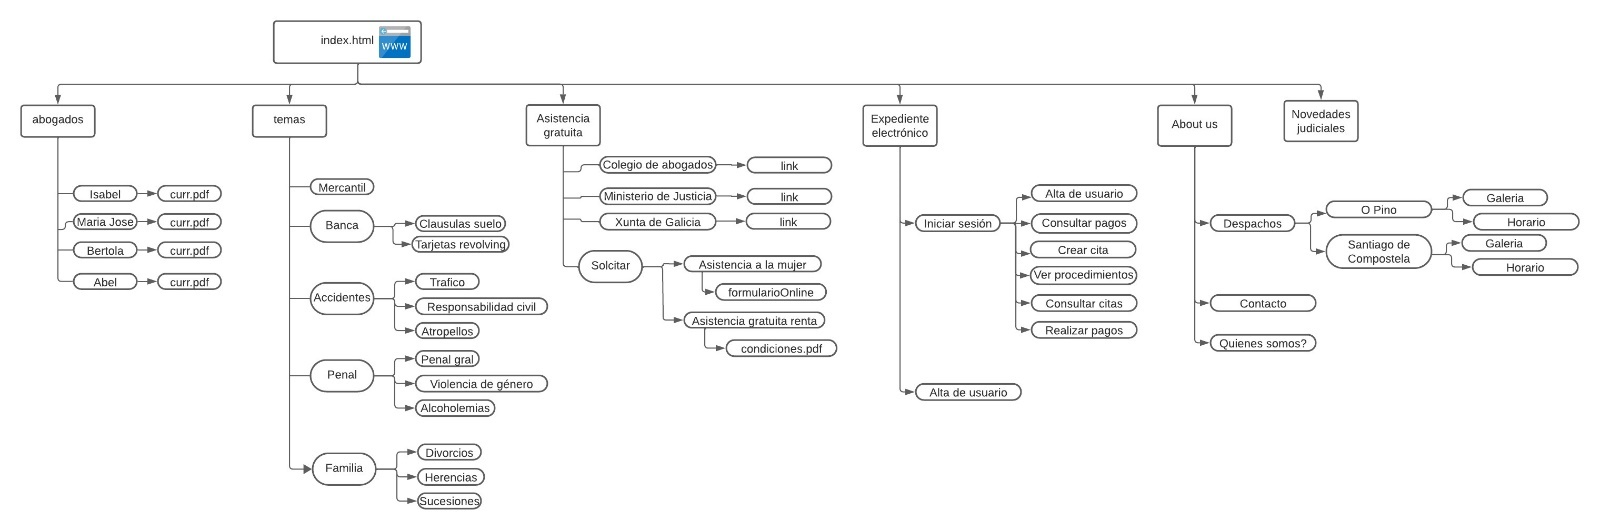 index.html
WWW
abogados
temas
Asistencia
gratuita
Expediente
electrónico
About us
Novedades
judiciales
Isabel
curr.pdf
Maria Jose
curr.pdf
Bertola
curr.pdf
Abel
curr.pdf
Mercantil
Banca
Clausulas suelo
Tarjetas revolving
Accidentes
Trafico
Responsabilidad civil
Atropellos
Penal
Penal gral
Violencia de género
Alcoholemias
Familia
Divorcios
Herencias
Sucesiones
Colegio de abogados
link
Ministerio de Justicia
link
Xunta de Galicia
link
Solcitar
Asistencia a la mujer
formularioOnline
Asistencia gratuita renta
condiciones.pdf
Iniciar sesión
Alta de usuario
Consultar pagos
Crear cita
Ver procedimientos
Consultar citas
Realizar pagos
Alta de usuario
Despachos
O Pino
Galeria
Horario
Santiago de
Compostela
Galeria
Horario
Contacto
Quienes somos?